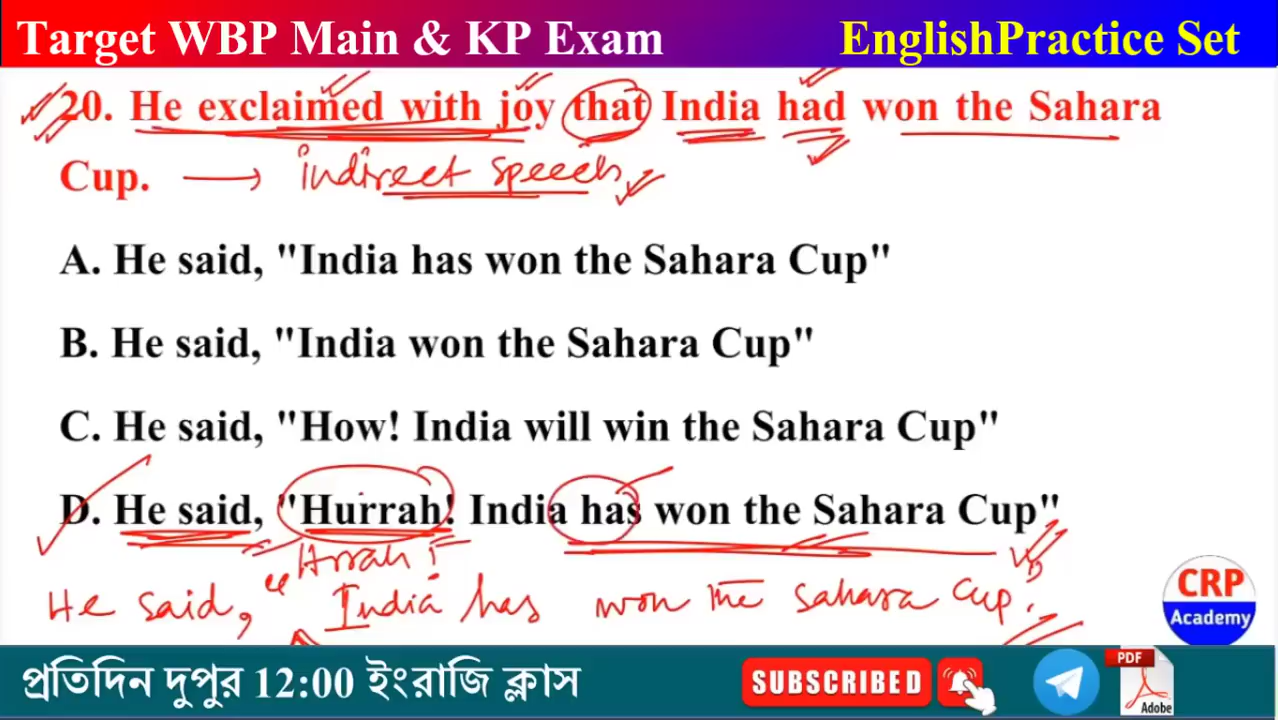 Target WBP Main & KP Exam EnglishPractice Set
20. He exclaimed with joy that India had won the Sahara
Cup. → indirect speech
A. He said, "India has won the Sahara Cup"
B. He said, "India won the Sahara Cup"
C. He said, "How! India will win the Sahara Cup"
D. He said, "Hurrah! India has won the Sahara Cup"
Hrrah!
He said, "India has won the Sahara Cup."
CRP
Academy
প্রতিদিন দুপুর 12:00 ইংরাজি ক্লাস SUBSCRIBED PDF
Adobe